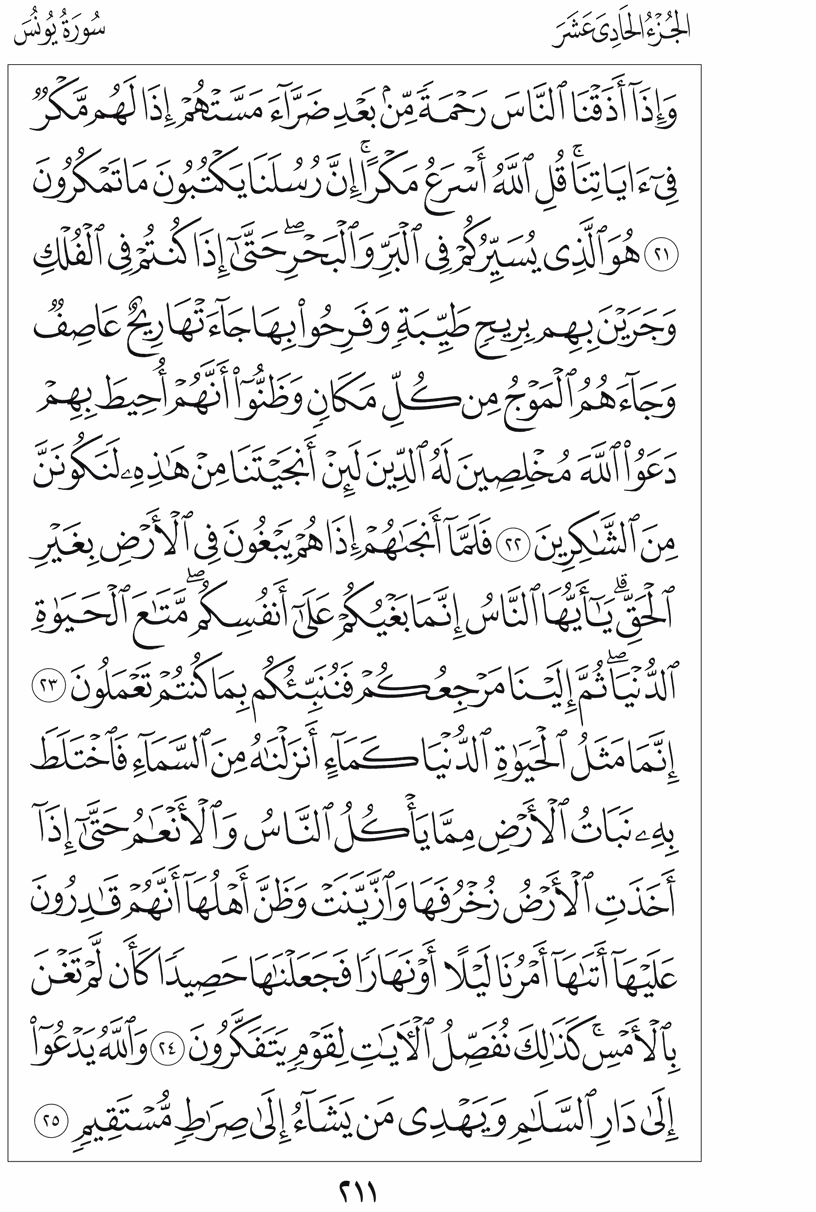 الجُزْءُ الحَادِىَ عَشَرَ
سُورَةُ يُونُسَ
وَإِذَآ أَذَقْنَا ٱلنَّاسَ رَحْمَةً مِّنۢ بَعْدِ ضَرَّآءَ مَسَّتْهُمْ إِذَا لَهُم مَّكْرٌ
فِىٓ ءَايَاتِنَا ۚ قُلِ ٱللَّهُ أَسْرَعُ مَكْرًا ۚ إِنَّ رُسُلَنَا يَكْتُبُونَ مَا تَمْكُرُونَ
٢١ هُوَ ٱلَّذِى يُسَيِّرُكُمْ فِى ٱلْبَرِّ وَٱلْبَحْرِ ۖ حَتَّىٰٓ إِذَا كُنتُمْ فِى ٱلْفُلْكِ
وَجَرَيْنَ بِهِم بِرِيحٍ طَيِّبَةٍ وَفَرِحُوا۟ بِهَا جَآءَتْهَا رِيحٌ عَاصِفٌ
وَجَآءَهُمُ ٱلْمَوْجُ مِن كُلِّ مَكَانٍ وَظَنُّوٓا۟ أَنَّهُمْ أُحِيطَ بِهِمْ
دَعَوُا۟ ٱللَّهَ مُخْلِصِينَ لَهُ ٱلدِّينَ لَئِنْ أَنجَيْتَنَا مِنْ هَـٰذِهِۦ لَنَكُونَنَّ
مِنَ ٱلشَّـٰكِرِينَ ٢٢ فَلَمَّآ أَنجَىٰهُمْ إِذَا هُمْ يَبْغُونَ فِى ٱلْأَرْضِ بِغَيْرِ
ٱلْحَقِّ ۗ يَـٰٓأَيُّهَا ٱلنَّاسُ إِنَّمَا بَغْيُكُمْ عَلَىٰٓ أَنفُسِكُم ۖ مَّتَـٰعَ ٱلْحَيَوٰةِ
ٱلدُّنْيَا ۖ ثُمَّ إِلَيْنَا مَرْجِعُكُمْ فَنُنَبِّئُكُم بِمَا كُنتُمْ تَعْمَلُونَ ٢٣
إِنَّمَا مَثَلُ ٱلْحَيَوٰةِ ٱلدُّنْيَا كَمَآءٍ أَنزَلْنَـٰهُ مِنَ ٱلسَّمَآءِ فَٱخْتَلَطَ
بِهِۦ نَبَاتُ ٱلْأَرْضِ مِمَّا يَأْكُلُ ٱلنَّاسُ وَٱلْأَنْعَـٰمُ حَتَّىٰٓ إِذَآ
أَخَذَتِ ٱلْأَرْضُ زُخْرُفَهَا وَٱزَّيَّنَتْ وَظَنَّ أَهْلُهَآ أَنَّهُمْ قَـٰدِرُونَ
عَلَيْهَآ أَتَىٰهَآ أَمْرُنَا لَيْلًا أَوْ نَهَارًا فَجَعَلْنَـٰهَا حَصِيدًا كَأَن لَّمْ تَغْنَ
بِٱلْأَمْسِ ۚ كَذَٰلِكَ نُفَصِّلُ ٱلْـَٔايَـٰتِ لِقَوْمٍ يَتَفَكَّرُونَ ٢٤ وَٱللَّهُ يَدْعُوٓا۟
إِلَىٰ دَارِ ٱلسَّلَـٰمِ وَيَهْدِى مَن يَشَآءُ إِلَىٰ صِرَٰطٍ مُّسْتَقِيمٍ ٢٥
٢١١